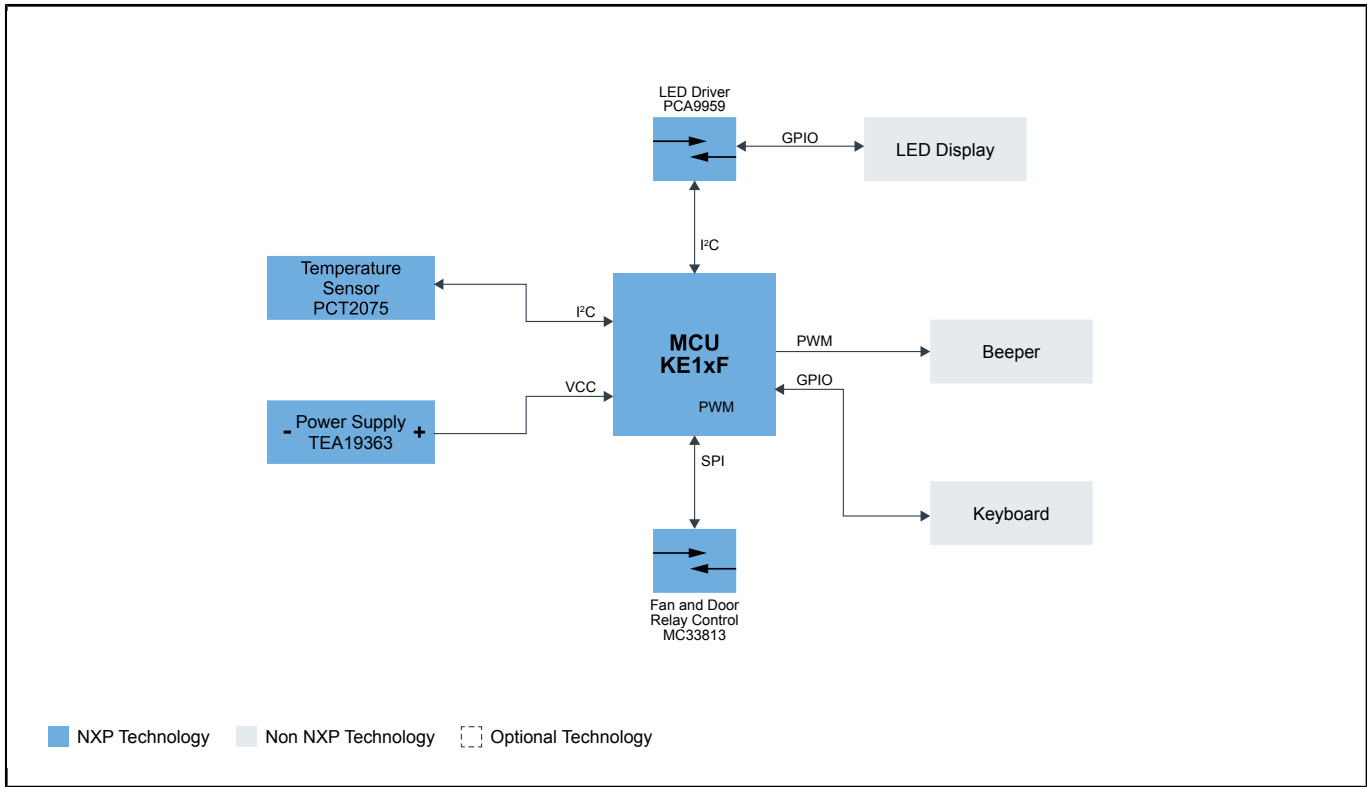 LED Driver
PCA9959
GPIO
LED Display
I²C
Temperature
Sensor
PCT2075
I²C
MCU
KE1xF
PWM
PWM
Beeper
GPIO
VCC
- Power Supply +
TEA19363
SPI
Keyboard
Fan and Door
Relay Control
MC33813
NXP Technology
Non NXP Technology
Optional Technology